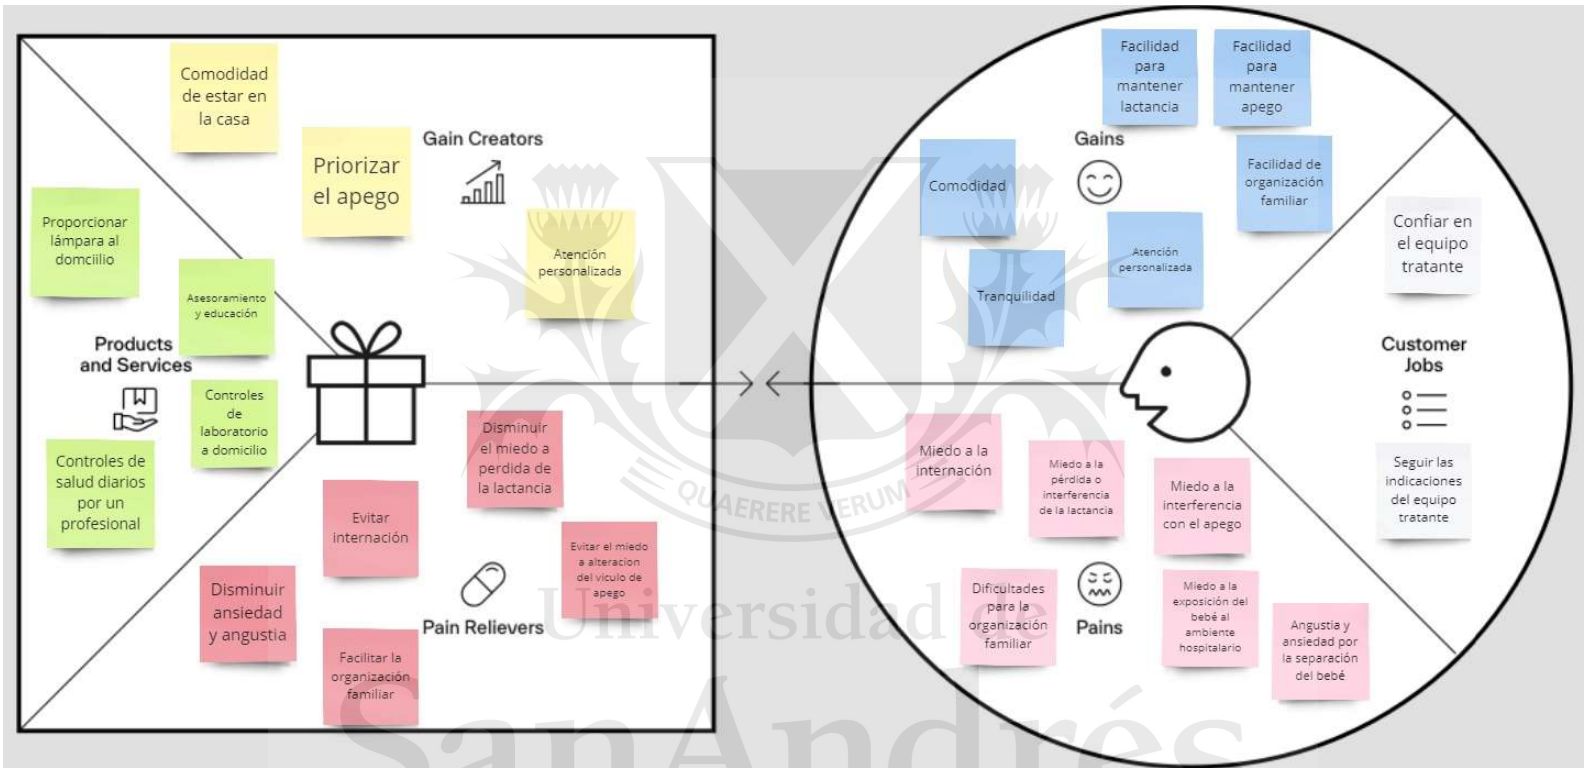 Comodidad
de estar en
la casa
Priorizar
el apego
Gain Creators
Atención
personalizada
Proporcionar
lámpara al
domciilio
Asesoramiento
y educación
Products
and Services
Controles
de
laboratorio
a domicilio
Controles de
salud diarios
por un
profesional
Disminuir
el miedo a
perdida de
la lactancia
Evitar
internación
Evitar el miedo
a alteracion
del viculo de
apego
Disminuir
ansiedad
y angustia
Pain Relievers
Facilitar la
organización
familiar
Facilidad
para
mantener
lactancia
Facilidad
para
mantener
apego
Gains
Comodidad
Facilidad de
organización
familiar
Atención
personalizada
Tranquilidad
Confiar en
el equipo
tratante
Customer
Jobs
Seguir las
indicaciones
del equipo
tratante
Miedo a la
internación
Miedo a la
pérdida o
interferencia
de la lactancia
Miedo a la
interferencia
con el apego
Dificultades
para la
organización
familiar
Pains
Miedo a la
exposición del
bebé al
ambiente
hospitalario
Angustia y
ansiedad por
la separación
del bebé
QUAERERE VERUM
Universidad de
SanAndrés